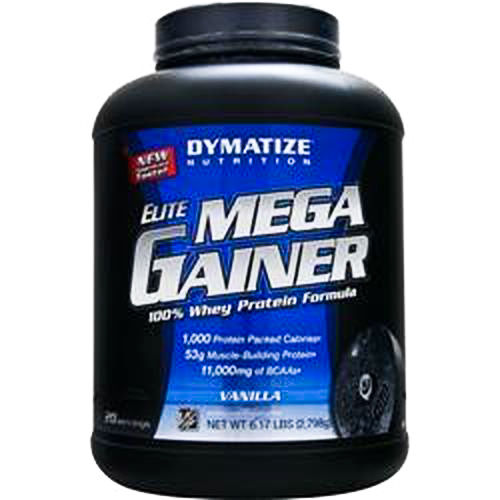 DYMATIZE
NUTRITION
NEW
ELITE MEGA
GAINER
100% Whey Protein Formula
1,000 Protein Packed Calories•
53g Muscle-Building Protein•
11,000mg of BCAAs•
VANILLA
NET WT 6.17 LBS (2,798g)